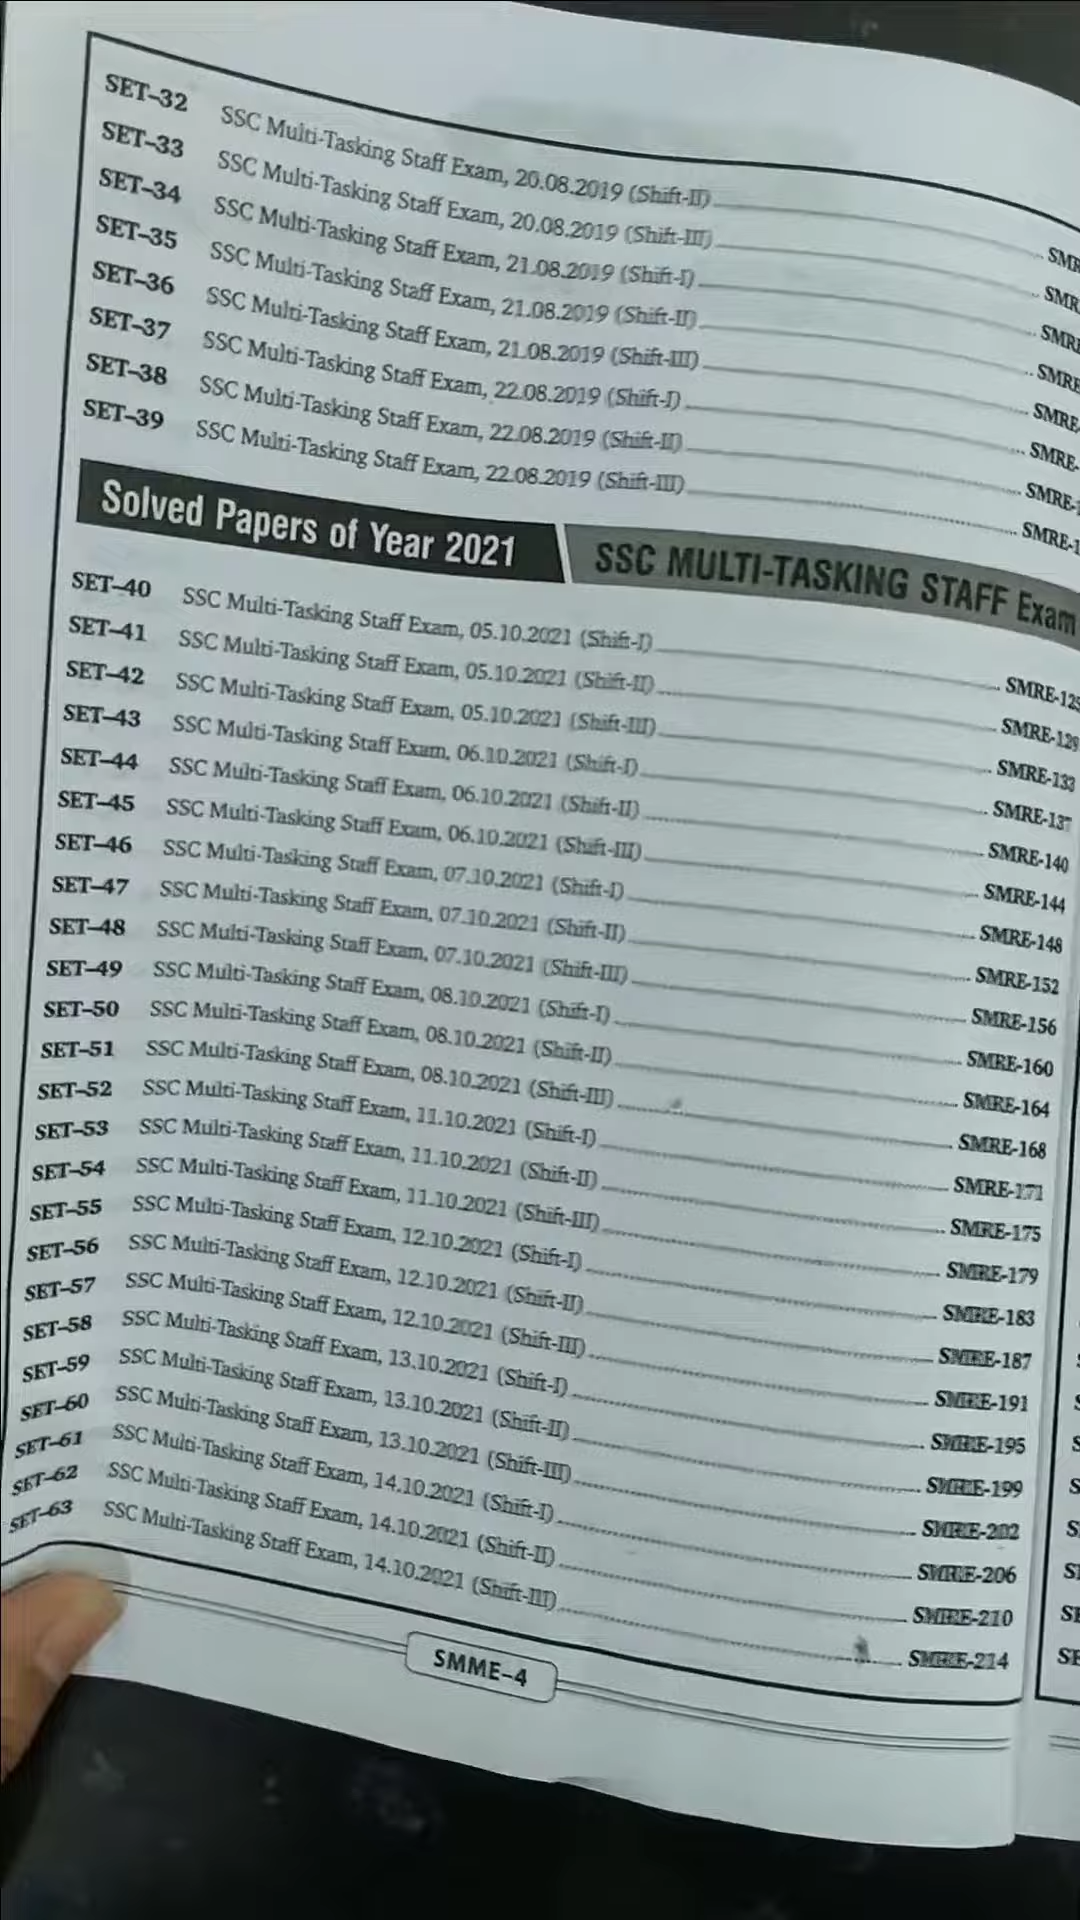 SET–32 SSC Multi-Tasking Staff Exam, 20.08.2019 (Shift-II)
SET–33 SSC Multi-Tasking Staff Exam, 20.08.2019 (Shift-III)
SET–34 SSC Multi-Tasking Staff Exam, 21.08.2019 (Shift-I)
SET–35 SSC Multi-Tasking Staff Exam, 21.08.2019 (Shift-II)
SET–36 SSC Multi-Tasking Staff Exam, 21.08.2019 (Shift-III)
SET–37 SSC Multi-Tasking Staff Exam, 22.08.2019 (Shift-I)
SET–38 SSC Multi-Tasking Staff Exam, 22.08.2019 (Shift-II)
SET–39 SSC Multi-Tasking Staff Exam, 22.08.2019 (Shift-III)
Solved Papers of Year 2021 SSC MULTI-TASKING STAFF Exam
SET–40 SSC Multi-Tasking Staff Exam, 05.10.2021 (Shift-I) SMRE-125
SET–41 SSC Multi-Tasking Staff Exam, 05.10.2021 (Shift-II) SMRE-129
SET–42 SSC Multi-Tasking Staff Exam, 05.10.2021 (Shift-III) SMRE-133
SET–43 SSC Multi-Tasking Staff Exam, 06.10.2021 (Shift-I) SMRE-137
SET–44 SSC Multi-Tasking Staff Exam, 06.10.2021 (Shift-II) SMRE-140
SET–45 SSC Multi-Tasking Staff Exam, 06.10.2021 (Shift-III) SMRE-144
SET–46 SSC Multi-Tasking Staff Exam, 07.10.2021 (Shift-I) SMRE-148
SET–47 SSC Multi-Tasking Staff Exam, 07.10.2021 (Shift-II) SMRE-152
SET–48 SSC Multi-Tasking Staff Exam, 07.10.2021 (Shift-III) SMRE-156
SET–49 SSC Multi-Tasking Staff Exam, 08.10.2021 (Shift-I) SMRE-160
SET–50 SSC Multi-Tasking Staff Exam, 08.10.2021 (Shift-II) SMRE-164
SET–51 SSC Multi-Tasking Staff Exam, 08.10.2021 (Shift-III) SMRE-168
SET–52 SSC Multi-Tasking Staff Exam, 11.10.2021 (Shift-I) SMRE-171
SET–53 SSC Multi-Tasking Staff Exam, 11.10.2021 (Shift-II) SMRE-175
SET–54 SSC Multi-Tasking Staff Exam, 11.10.2021 (Shift-III) SMRE-179
SET–55 SSC Multi-Tasking Staff Exam, 12.10.2021 (Shift-I) SMRE-183
SET–56 SSC Multi-Tasking Staff Exam, 12.10.2021 (Shift-II) SMRE-187
SET–57 SSC Multi-Tasking Staff Exam, 12.10.2021 (Shift-III) SMRE-191
SET–58 SSC Multi-Tasking Staff Exam, 13.10.2021 (Shift-I) SMRE-195
SET–59 SSC Multi-Tasking Staff Exam, 13.10.2021 (Shift-II) SMRE-199
SET–60 SSC Multi-Tasking Staff Exam, 13.10.2021 (Shift-III) SMRE-202
SET–61 SSC Multi-Tasking Staff Exam, 14.10.2021 (Shift-I) SMRE-206
SET–62 SSC Multi-Tasking Staff Exam, 14.10.2021 (Shift-II) SMRE-210
SET–63 SSC Multi-Tasking Staff Exam, 14.10.2021 (Shift-III) SMRE-214
SMME–4